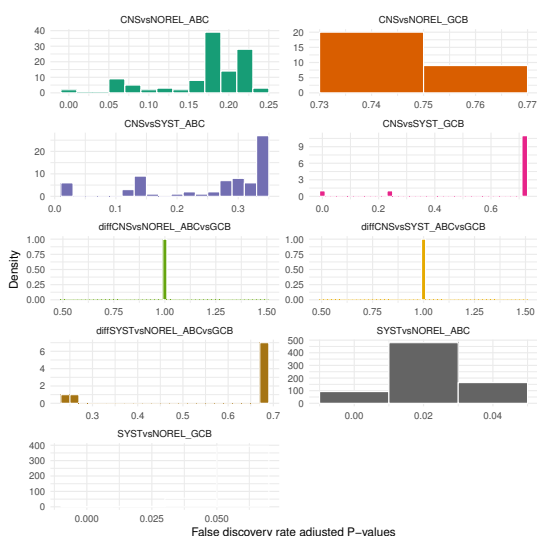 CNSvsNOREL_ABC
CNSvsNOREL_GCB
40
30
20
10
0
0.00 0.05 0.10 0.15 0.20 0.25
20
15
10
5
0
0.73 0.74 0.75 0.76 0.77
CNSvsSYST_ABC
CNSvsSYST_GCB
20
10
0
0.0 0.1 0.2 0.3
9
6
3
0
0.0 0.2 0.4 0.6
diffCNSvsNOREL_ABCvsGCB
diffCNSvsSYST_ABCvsGCB
1.00
0.75
0.50
0.25
0.00
0.50 0.75 1.00 1.25 1.50
1.00
0.75
0.50
0.25
0.00
0.50 0.75 1.00 1.25 1.50
Density
diffSYSTvsNOREL_ABCvsGCB
SYSTvsNOREL_ABC
6
4
2
0
0.3 0.4 0.5 0.6 0.7
500
400
300
200
100
0
0.00 0.02 0.04
SYSTvsNOREL_GCB
400
300
200
100
0
0.000 0.025 0.050
False discovery rate adjusted P−values